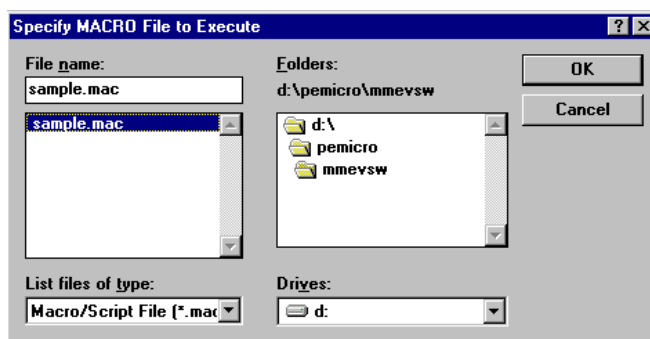 Specify MACRO File to Execute
File name:
sample.mac
sample.mac
List files of type:
Macro/Script File (*.mac
Folders:
d:\pemicro\mmevsw
d:\
pemicro
mmevsw
Drives:
d:
OK
Cancel